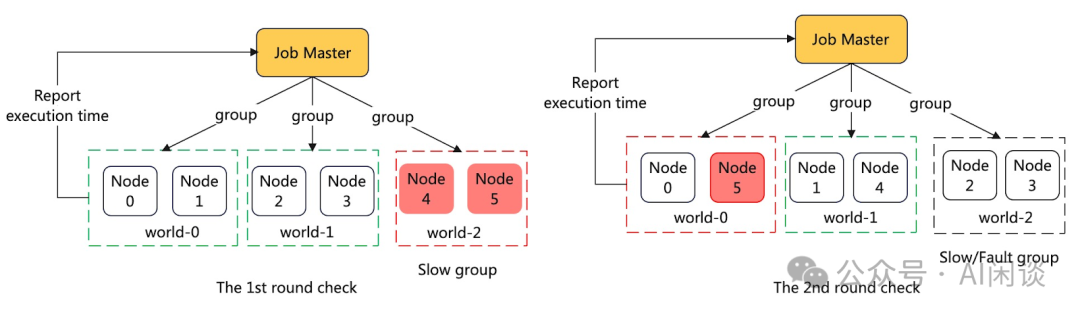 Job Master
Report
execution time
group
group
group
Node
0
Node
1
world-0
Node
2
Node
3
world-1
Node
4
Node
5
world-2
Slow group
The 1st round check
Job Master
Report
execution time
group
group
group
Node
0
Node
5
world-0
Node
1
Node
4
world-1
Node
2
Node
3
world-2
Slow/Fault group
The 2nd round check
公众号 · AI闲谈